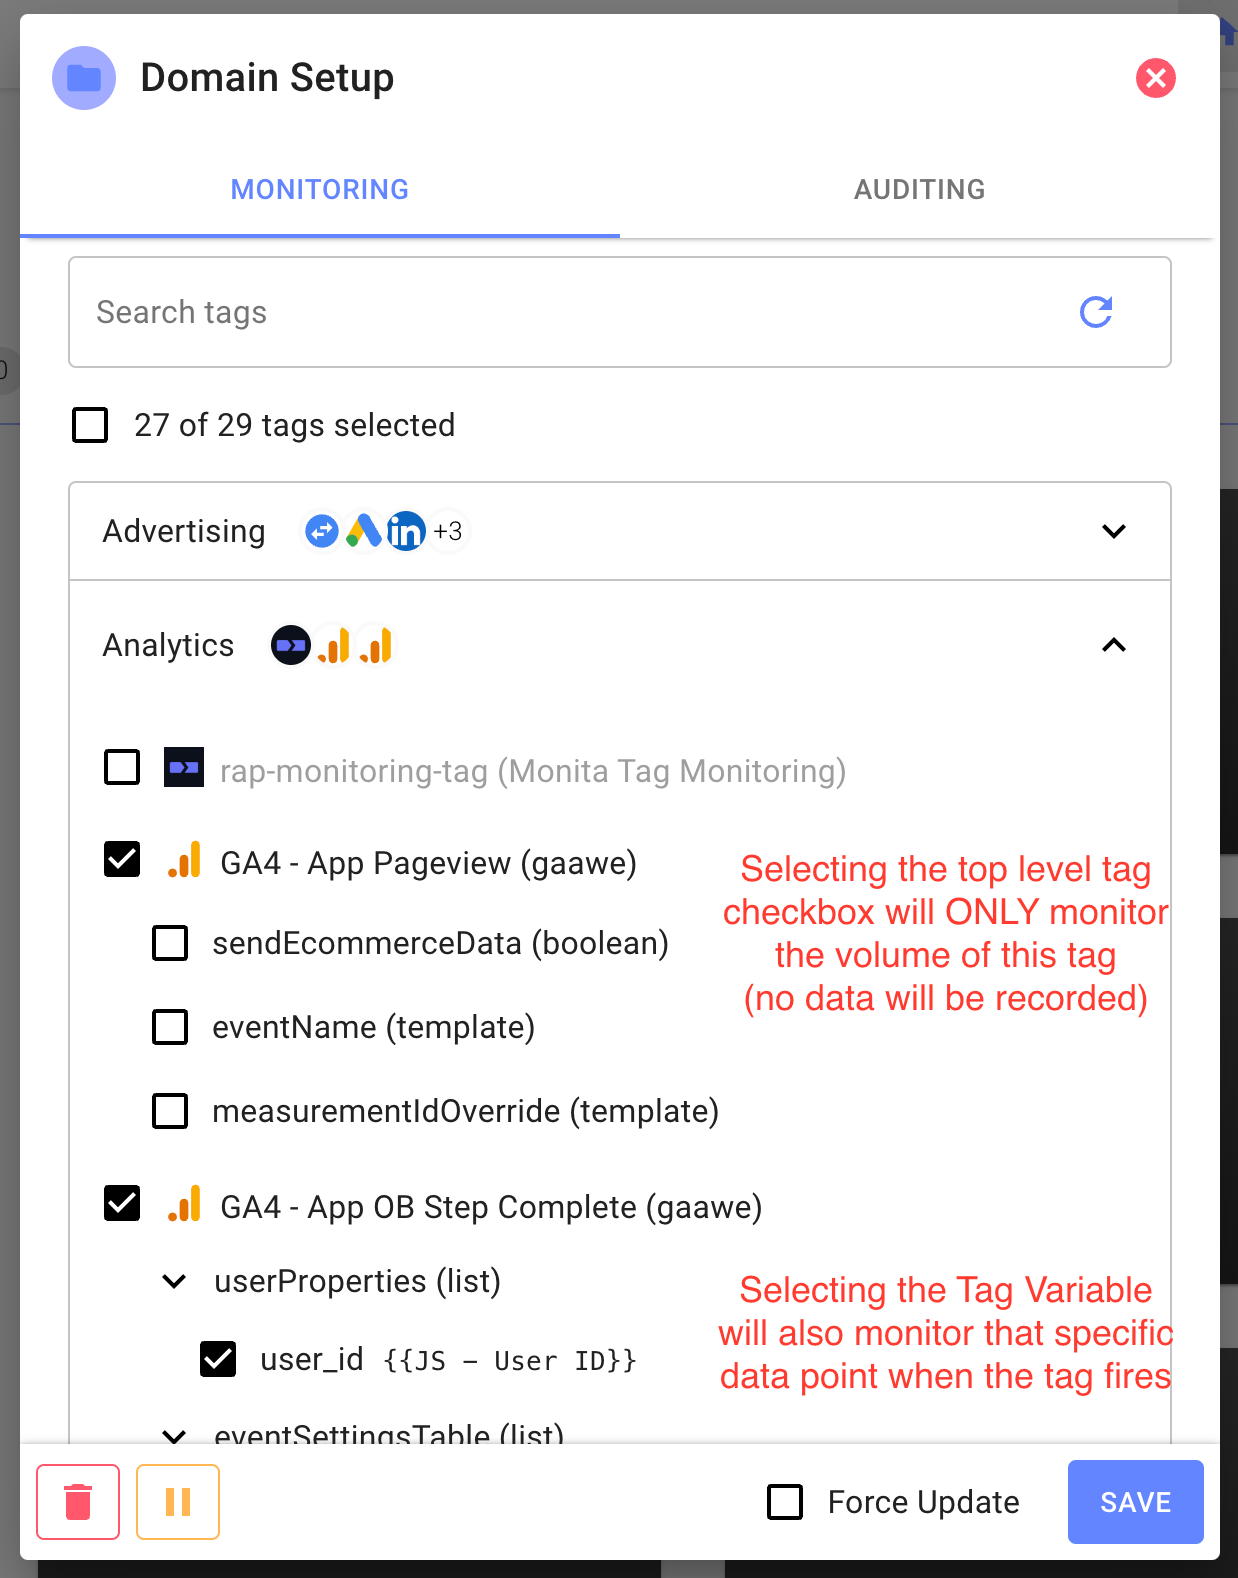 Domain Setup
MONITORING
AUDITING
Search tags
27 of 29 tags selected
Advertising in +3
Analytics
rap-monitoring-tag (Monita Tag Monitoring)
GA4 - App Pageview (gaawe)
sendEcommerceData (boolean)
eventName (template)
measurementIdOverride (template)
Selecting the top level tag
checkbox will ONLY monitor
the volume of this tag
(no data will be recorded)
GA4 - App OB Step Complete (gaawe)
userProperties (list)
user_id {{JS - User ID}}
Selecting the Tag Variable
will also monitor that specific
data point when the tag fires
eventSettingsTable (list)
Force Update
SAVE